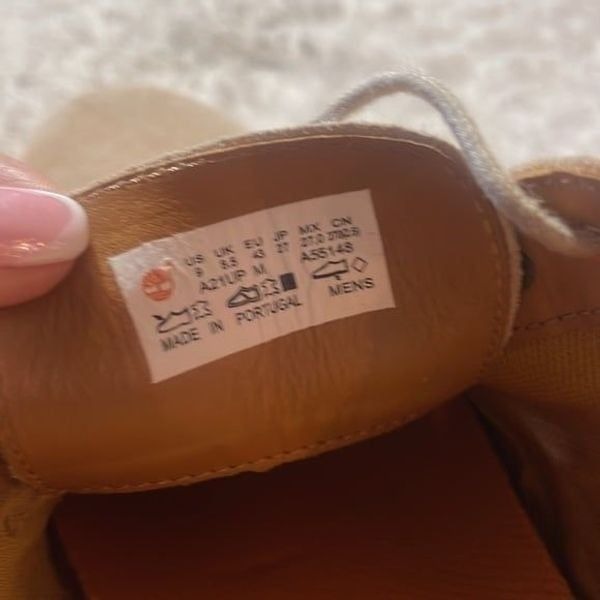 US UK EU JP MX CN
9 8.5 43 27 27.0 270(2.5)
A21UP M A55148
MADE IN PORTUGAL MENS